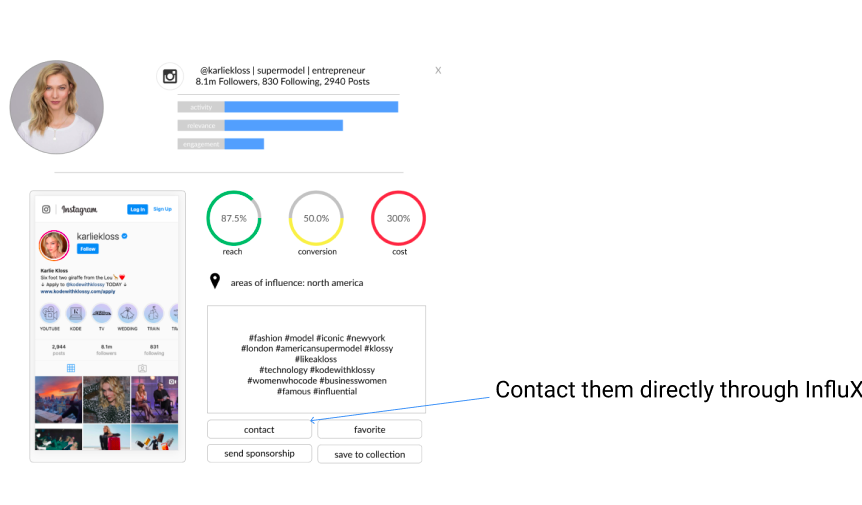 @karliekloss | supermodel | entrepreneur
8.1m Followers, 830 Following, 2940 Posts
X
activity
relevance
engagement
Instagram
Log In
Sign Up
karliekloss
Follow
Karlie Kloss
Six foot two giraffe from the Lou
↓ Apply to @kodewithklossy TODAY ↓
www.kodewithklossy.com/apply
YOUTUBE KODE TV WEDDING TRAIN TRA
2,944 8.1m 831
posts followers following
87.5% 50.0% 300%
reach conversion cost
areas of influence: north america
#fashion #model #iconic #newyork
#london #americansupermodel #klossy
#likeakloss
#technology #kodewithklossy
#womenwhocode #businesswomen
#famous #influential
contact favorite
send sponsorship save to collection
Contact them directly through InfluX